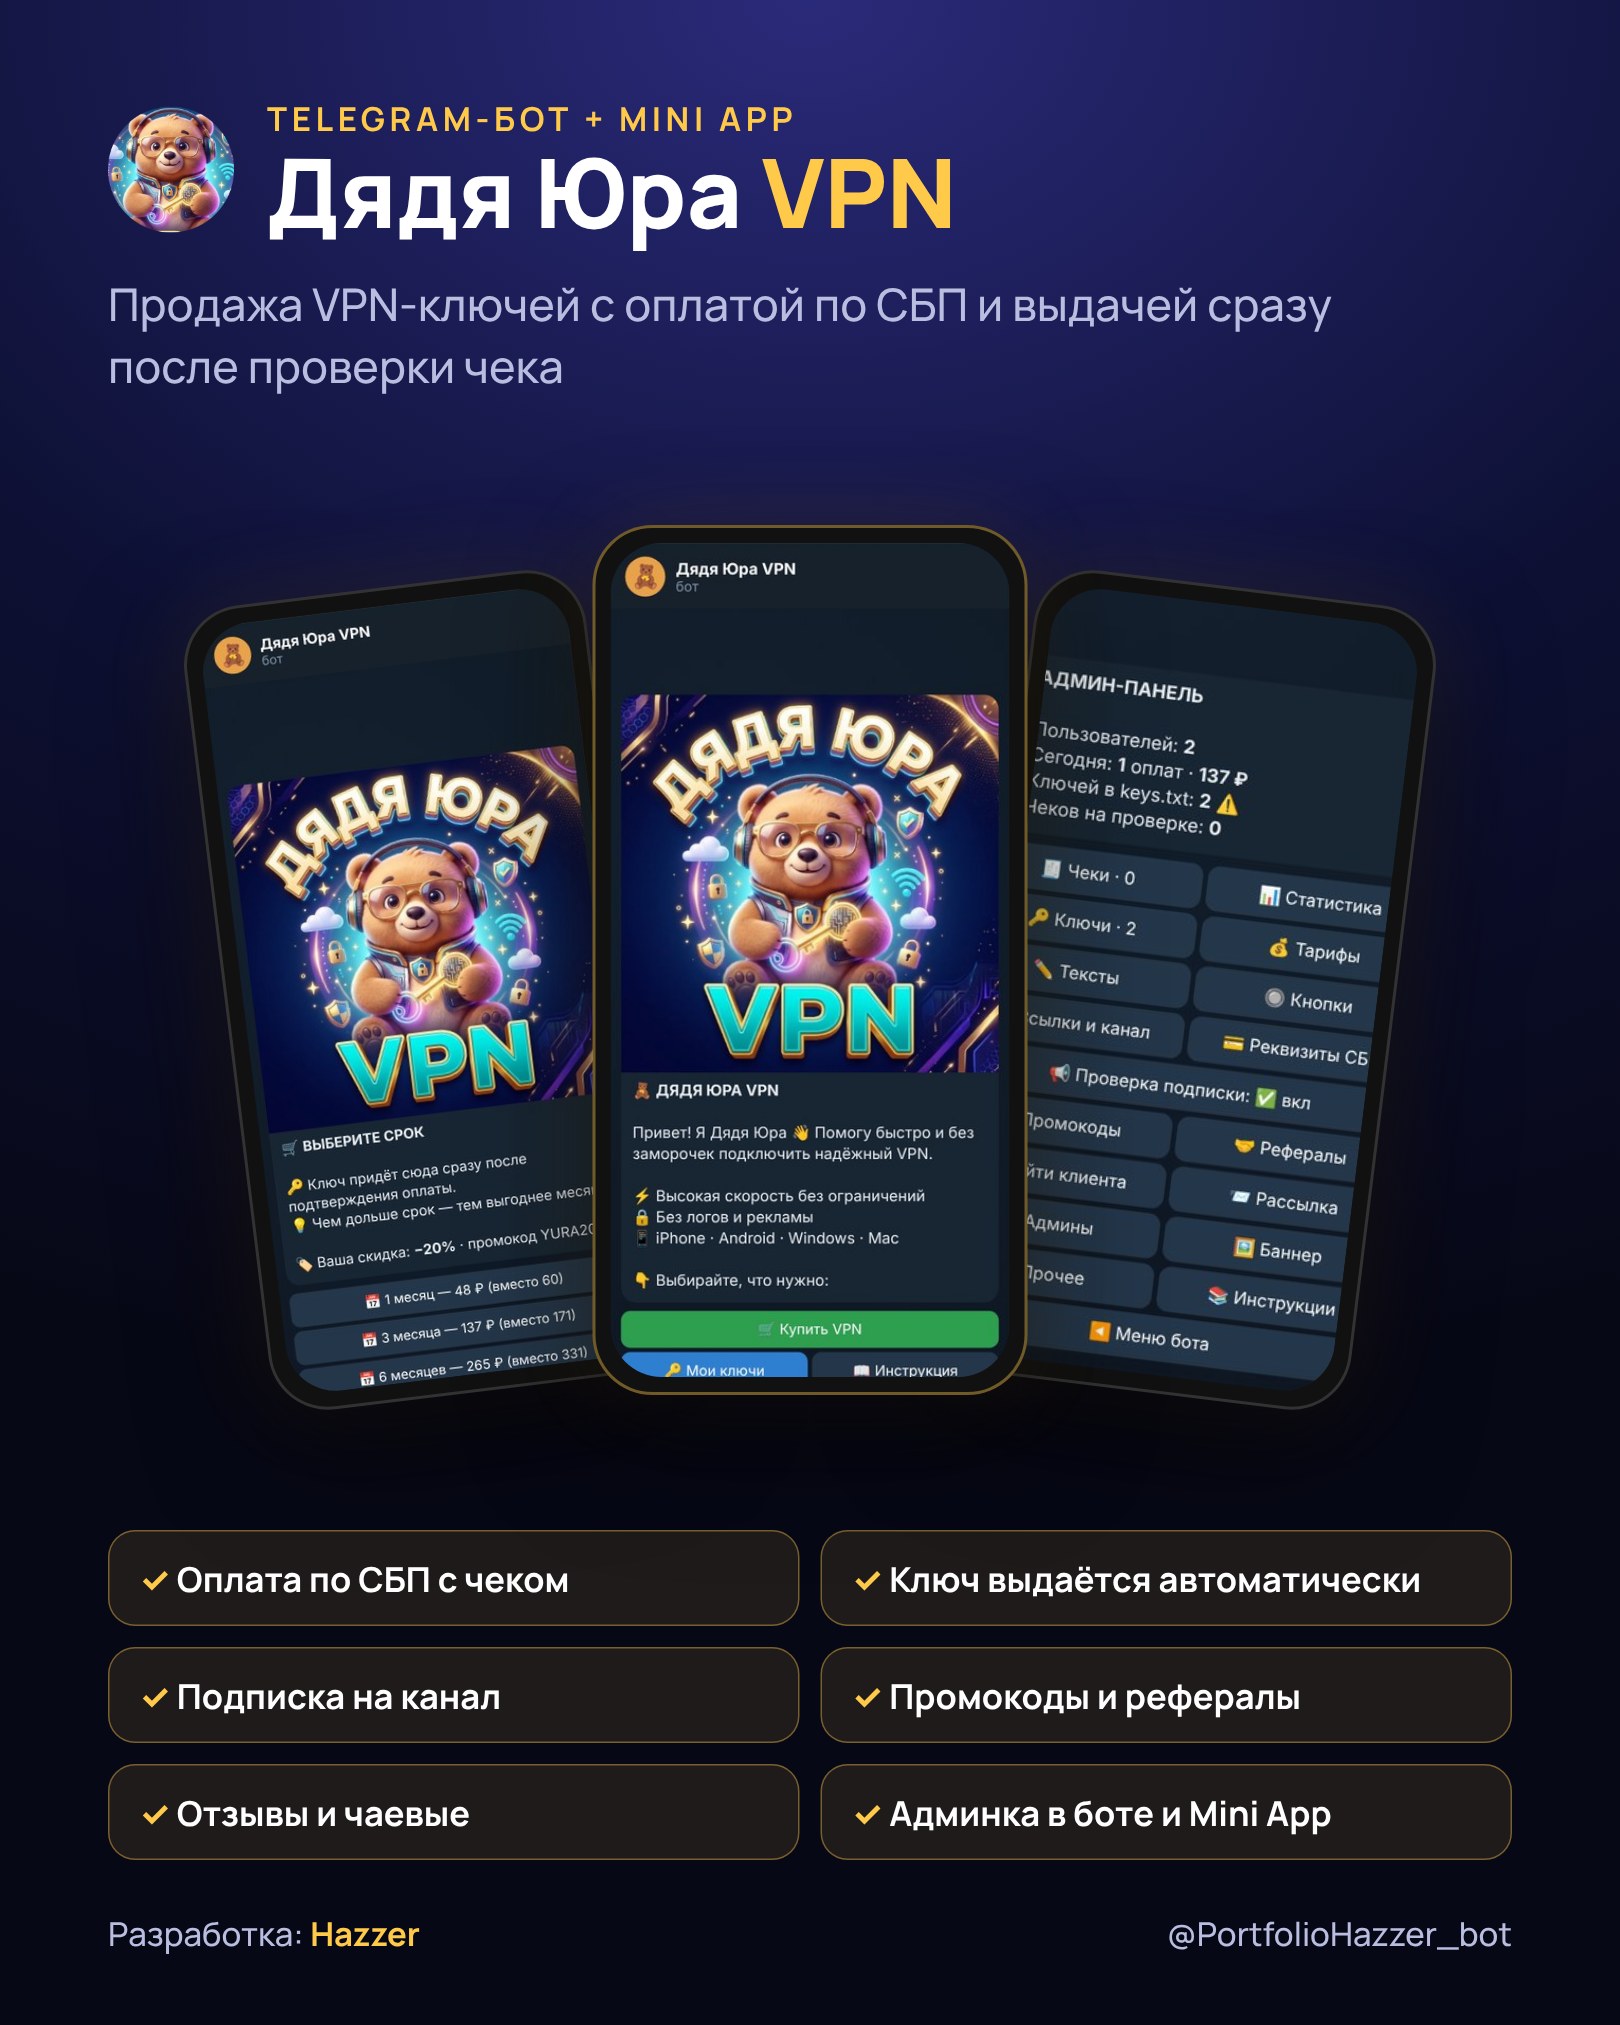 TELEGRAM-БОТ + MINI APP
Дядя Юра VPN
Продажа VPN-ключей с оплатой по СБП и выдачей сразу
после проверки чека
Дядя Юра VPN
бот
ДЯДЯ ЮРА
VPN
🛒 ВЫБЕРИТЕ СРОК
🔑 Ключ придёт сюда сразу после
подтверждения оплаты.
💡 Чем дольше срок — тем выгоднее
🏷️ Ваша скидка: −20% · промокод
📅 1 месяц — 48 ₽ (вместо 60)
📅 3 месяца — 137 ₽ (вместо 171)
📅 6 месяцев — 265 ₽ (вместо 331)
Дядя Юра VPN
бот
ДЯДЯ ЮРА
VPN
🧸 ДЯДЯ ЮРА VPN
Привет! Я Дядя Юра 👋 Помогу быстро и без
заморочек подключить надёжный VPN.
⚡ Высокая скорость без ограничений
🔒 Без логов и рекламы
📱 iPhone · Android · Windows · Mac
👇 Выбирайте, что нужно:
🛒 Купить VPN
🔑 Мои ключи
📖 Инструкция
АДМИН-ПАНЕЛЬ
Пользователей: 2
Сегодня: 1 оплат · 137 ₽
Ключей в keys.txt: 2 ⚠️
Чеков на проверке: 0
🧾 Чеки · 0
📊 Статистика
🔑 Ключи · 2
💰 Тарифы
✏️ Тексты
🔘 Кнопки
ссылки и канал
💳 Реквизиты СБ
📢 Проверка подписки: ✅ вкл
Промокоды
🤝 Рефералы
йти клиента
📨 Рассылка
Админы
🖼️ Баннер
Прочее
📚 Инструкции
◀️ Меню бота
✓ Оплата по СБП с чеком
✓ Ключ выдаётся автоматически
✓ Подписка на канал
✓ Промокоды и рефералы
✓ Отзывы и чаевые
✓ Админка в боте и Mini App
Разработка: Hazzer
@PortfolioHazzer_bot